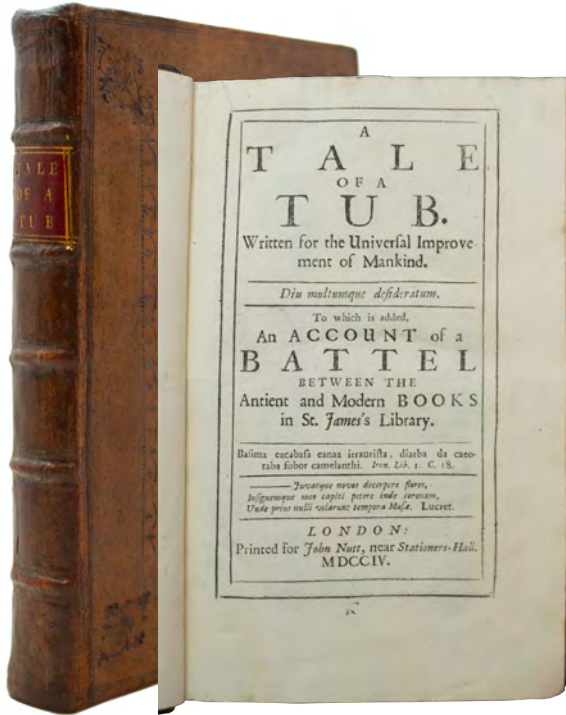 TALE
OF A
TUB
A
TALE
OF A
TUB.
Written for the Univerſal Improve-
ment of Mankind.
Diu multumque deſideratum.
To which is added,
An ACCOUNT of a
BATTEL
BETWEEN THE
Antient and Modern BOOKS
in St. James's Library.
Baſima eacabaſa eanaa irrauriſta, diarba da caeo-
taba fobor camelanthi. Iren. Lib. 1. C. 18.
Juvatque novos decerpere flores,
Inſignemque meo capiti petere inde coronam,
Unde prius nulli velarunt tempora Muſæ. Lucret.
LONDON:
Printed for John Nutt, near Stationers-Hall.
MDCCIV.